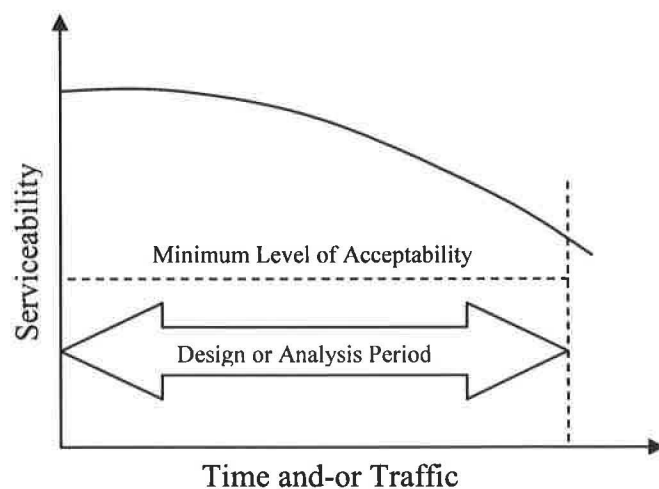 Serviceability
Minimum Level of Acceptability
Design or Analysis Period
Time and-or Traffic